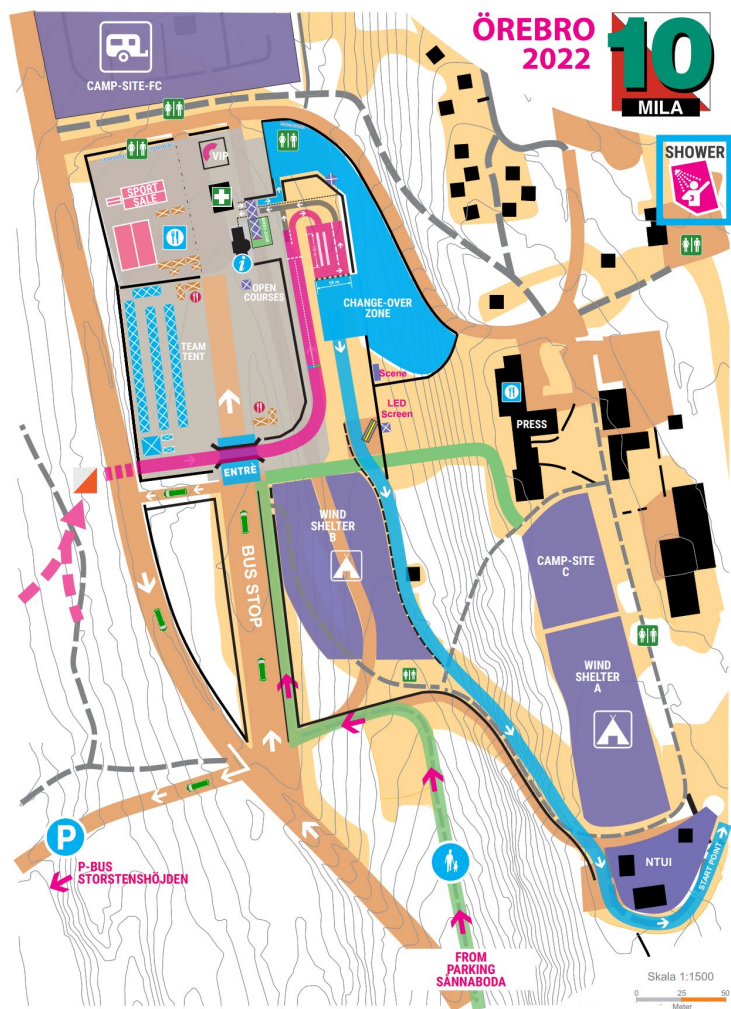 ÖREBRO
2022
10
MILA
CAMP-SITE-FC
SHOWER
VIP
SPORT
SALE
i
OPEN
COURSES
CHANGE-OVER
ZONE
TEAM
TENT
Scene
LED
Screen
PRESS
ENTRÈ
BUS STOP
WIND
SHELTER
B
CAMP-SITE
C
WIND
SHELTER
A
P
P-BUS
STORSTENSHÖJDEN
NTUI
START POINT
FROM
PARKING
SÅNNABODA
Skala 1:1500
0 25 50
Meter